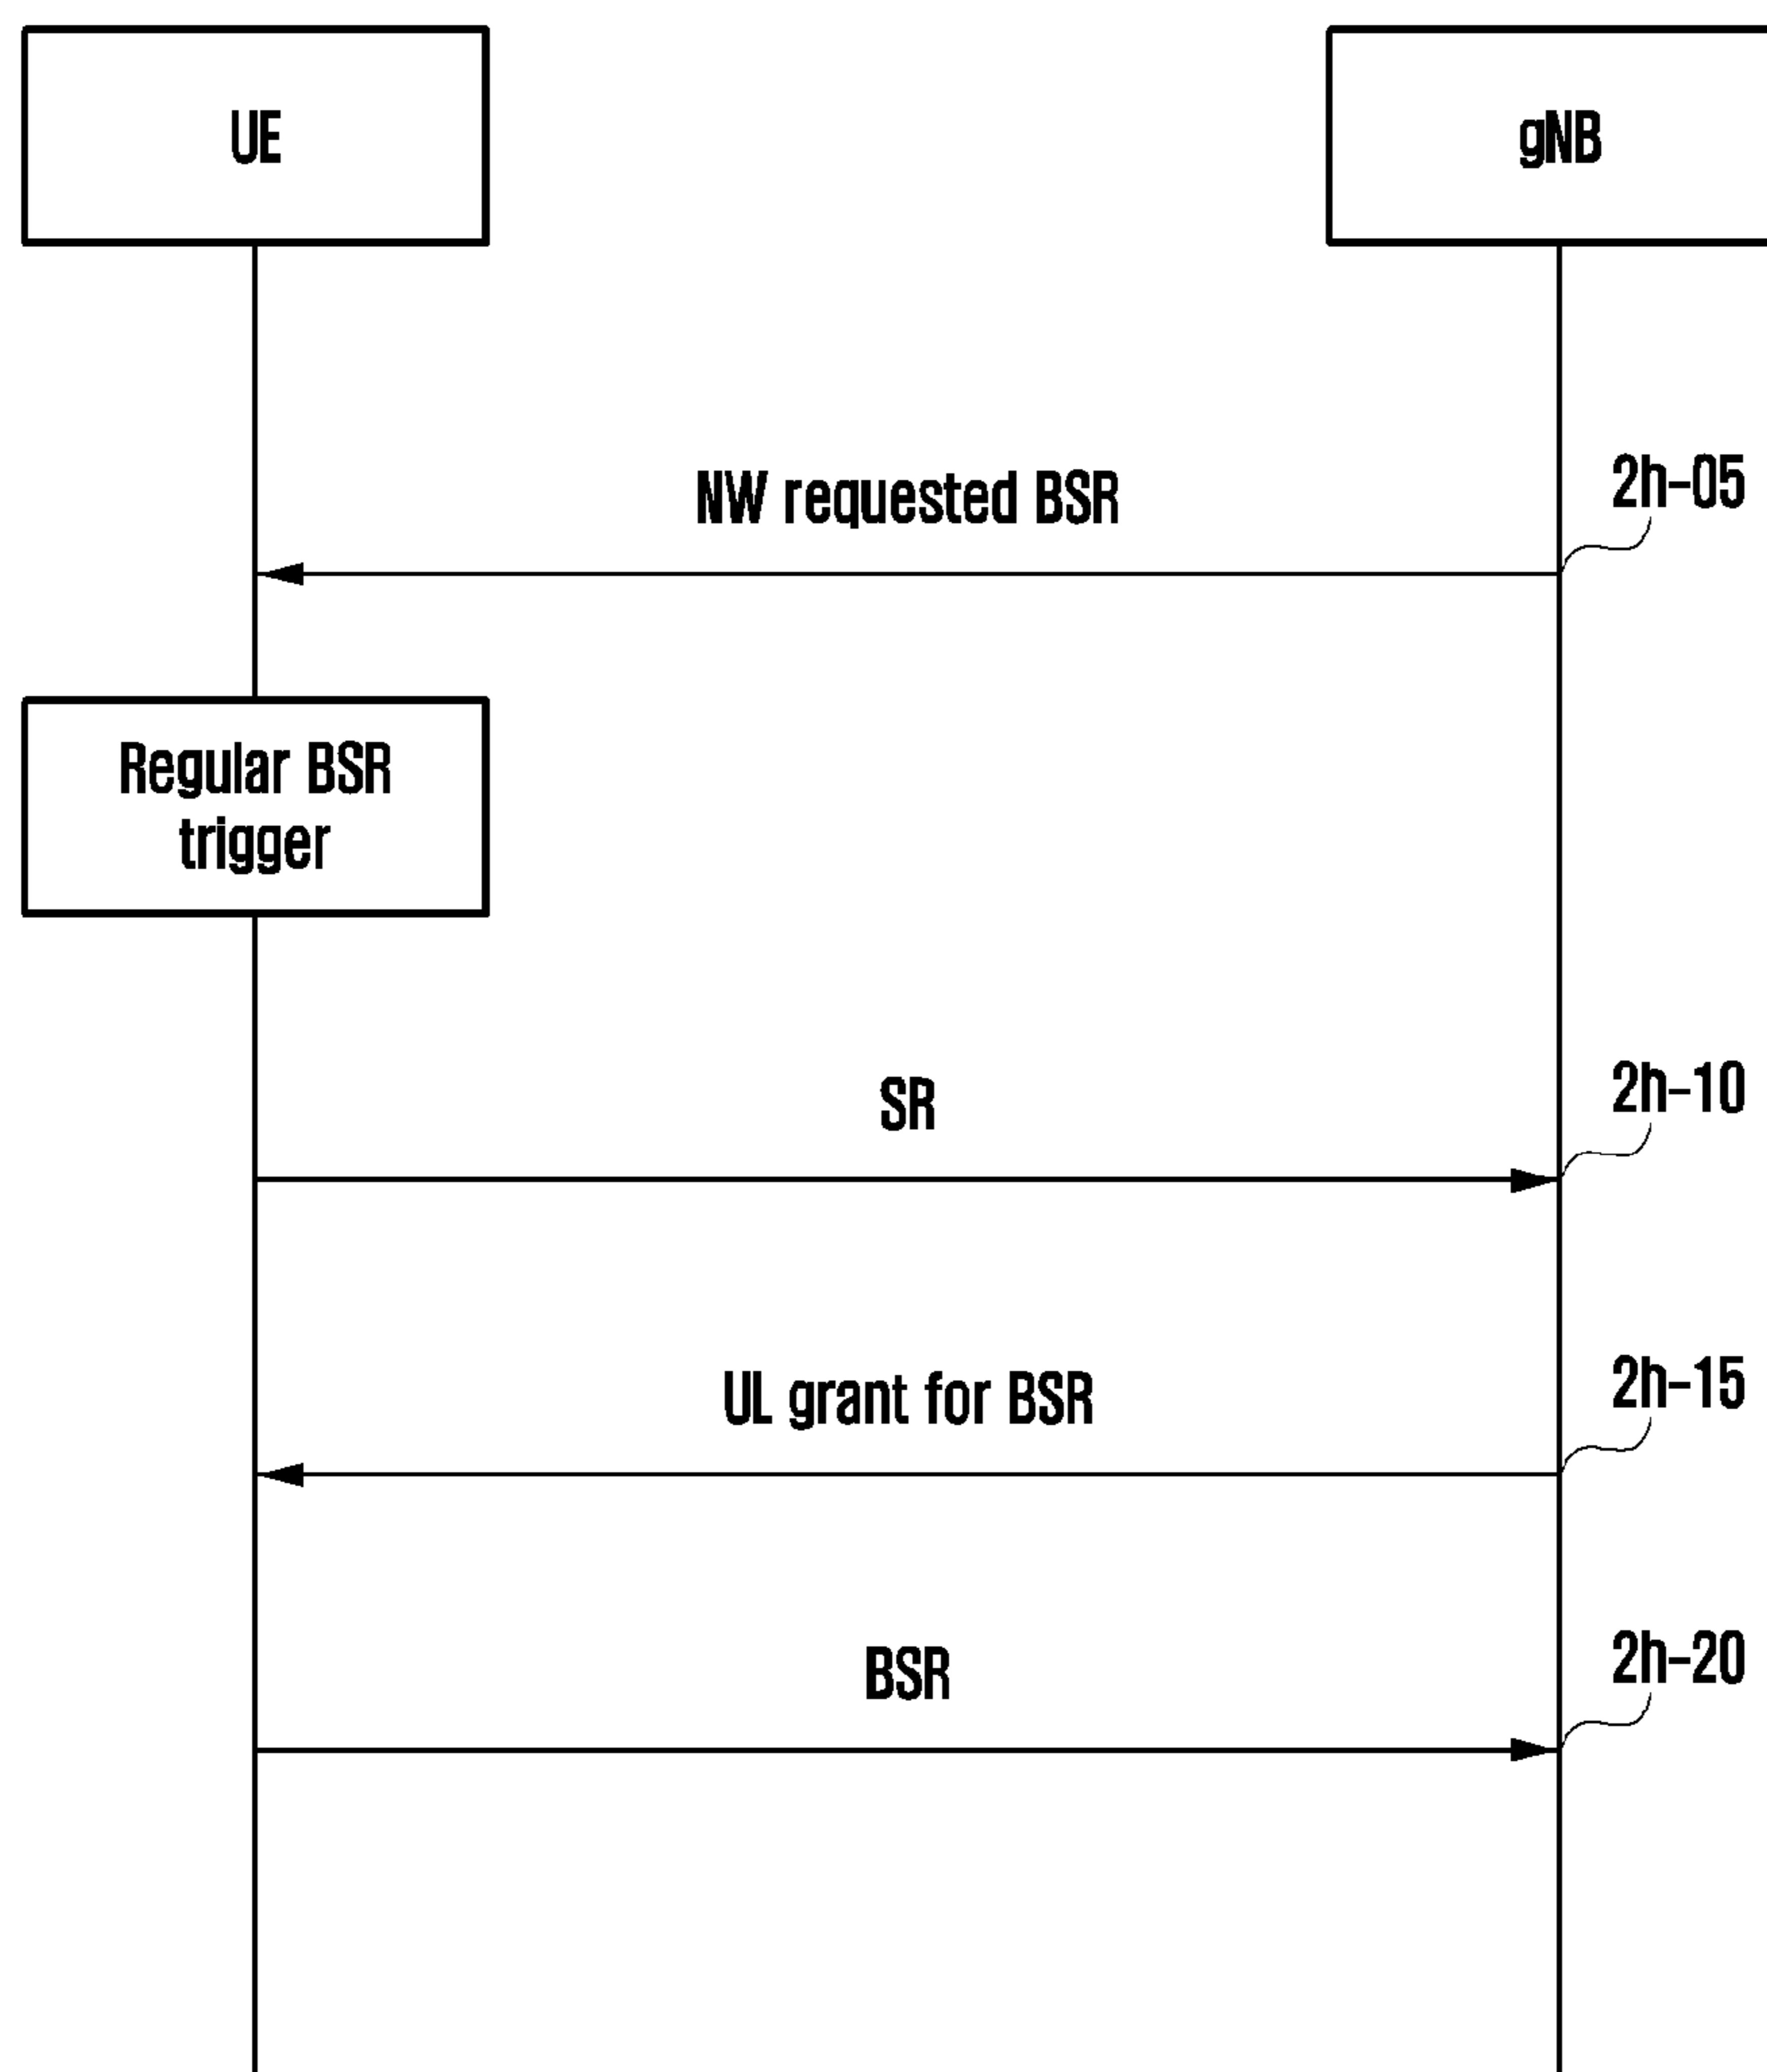 UE
gNB
NW requested BSR
2h-05
Regular BSR
trigger
SR
2h-10
UL grant for BSR
2h-15
BSR
2h-20